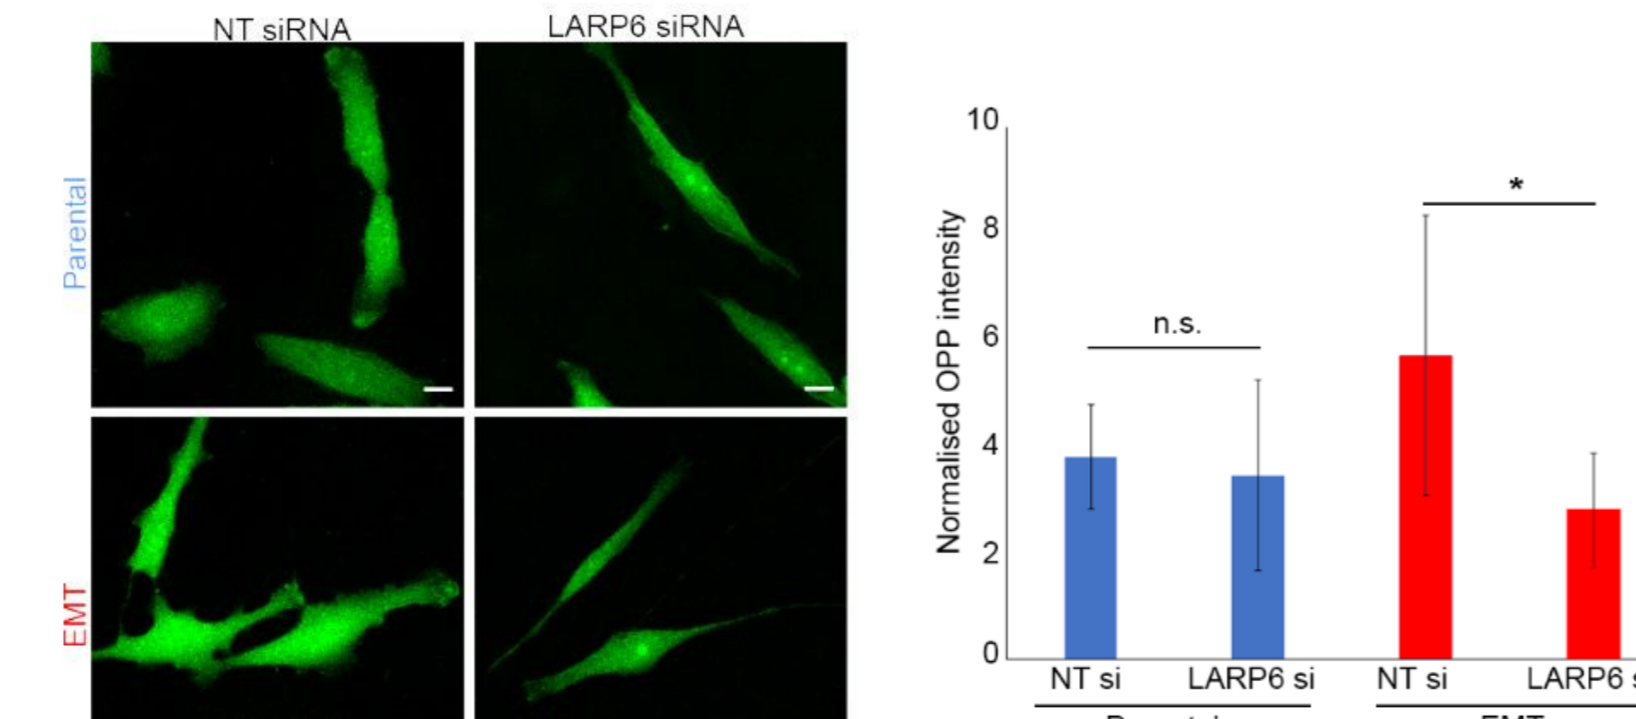 NT siRNA
LARP6 siRNA
Parental
EMT
Normalised OPP intensity
10
8
6
4
2
0
n.s.
*
NT si
LARP6 si
NT si
LARP6